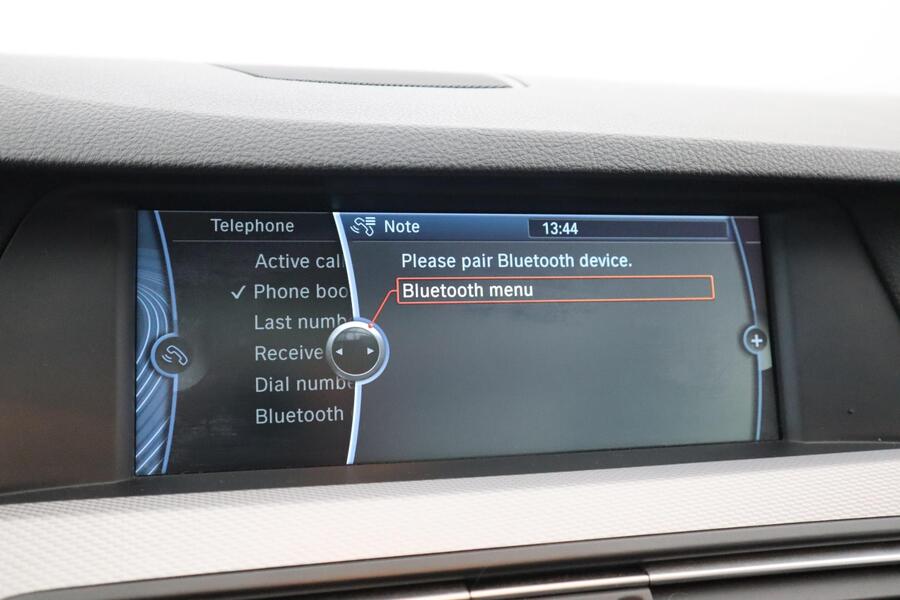 Telephone
Note
13:44
Active cal
Phone boo
Last numb
Receive
Dial numb
Bluetooth
Please pair Bluetooth device.
Bluetooth menu